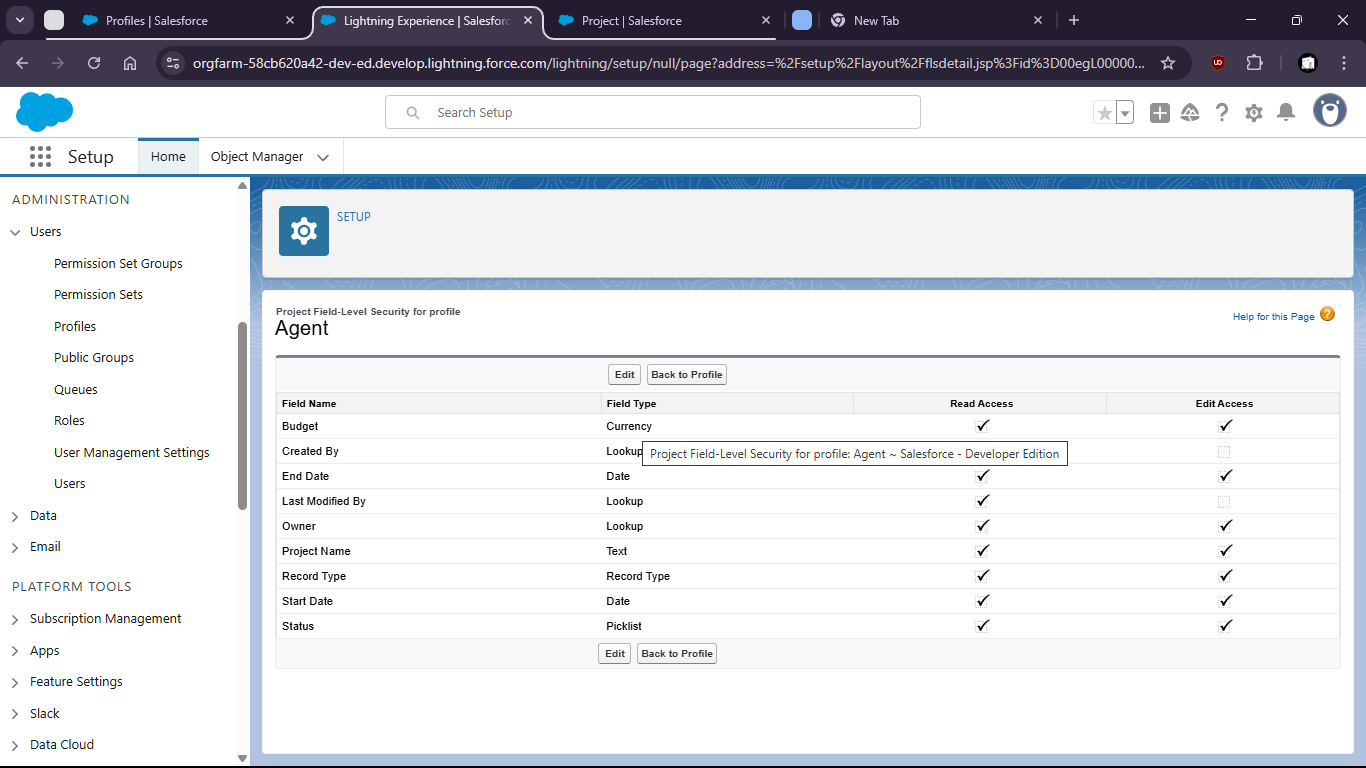 Profiles | Salesforce
Lightning Experience | Salesforc
Project | Salesforce
New Tab
orgfarm-58cb620a42-dev-ed.develop.lightning.force.com/lightning/setup/null/page?address=%2Fsetup%2Flayout%2Fflsdetail.jsp%3Fid%3D00egL00000...
Search Setup
Setup
Home
Object Manager
ADMINISTRATION
Users
Permission Set Groups
Permission Sets
Profiles
Public Groups
Queues
Roles
User Management Settings
Users
Data
Email
PLATFORM TOOLS
Subscription Management
Apps
Feature Settings
Slack
Data Cloud
SETUP
Project Field-Level Security for profile
Agent
Help for this Page ?
Edit Back to Profile
Field Name Field Type Read Access Edit Access
Budget Currency
Created By Lookup
Project Field-Level Security for profile: Agent ~ Salesforce - Developer Edition
End Date Date
Last Modified By Lookup
Owner Lookup
Project Name Text
Record Type Record Type
Start Date Date
Status Picklist
Edit Back to Profile